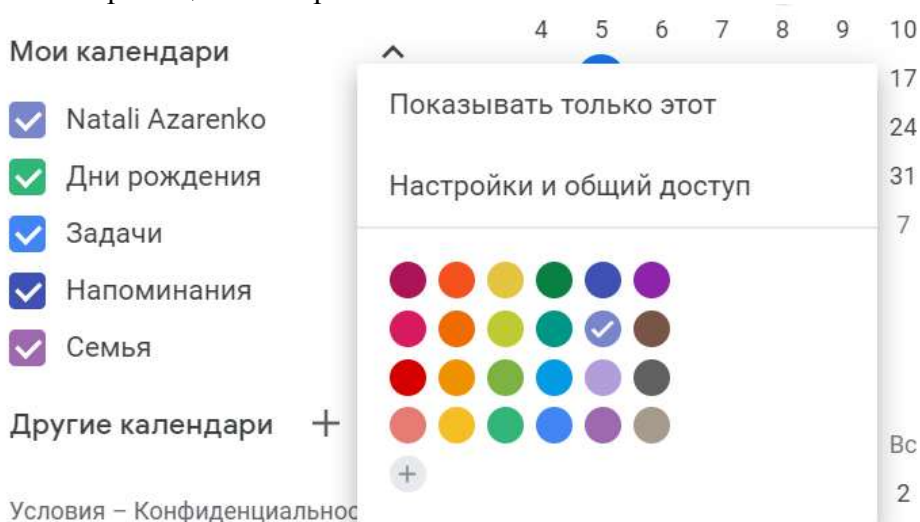 4 5 6 7 8 9 10
Мои календари
17
Показывать только этот
Natali Azarenko
24
Дни рождения
Настройки и общий доступ
31
7
Задачи
Напоминания
Семья
Другие календари +
+
Вс
2
Условия – Конфиденциальнос